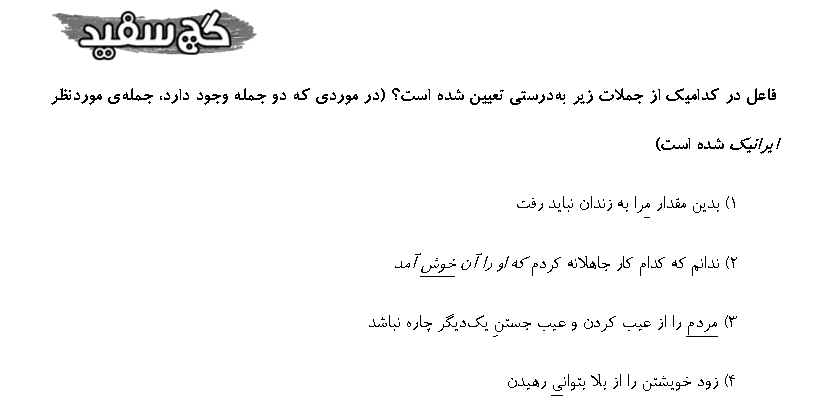 گچ سفید
فاعل در کدامیک از جملات زیر به‌درستی تعیین شده است؟ (در موردی که دو جمله وجود دارد، جمله‌ی موردنظر
ایرانیک شده است)
۱) بدین مقدار مرا به زندان نباید رفت
۲) ندانم که کدام کار جاهلانه کردم که او را آن خوش آمد
۳) مردم را از عیب کردن و عیب جستنِ یک‌دیگر چاره نباشد
۴) زود خویشتن را از بلا بتوانی رهیدن